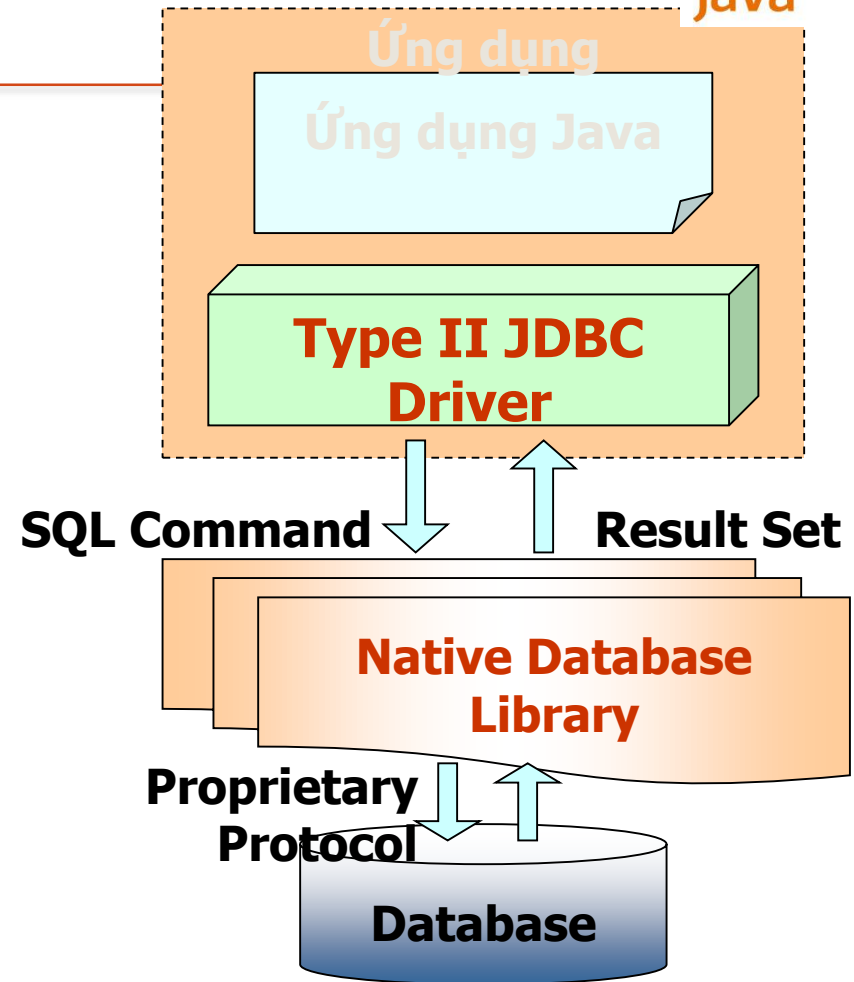 Java
Ứng dụng
Ứng dụng Java
Type II JDBC
Driver
SQL Command
Result Set
Native Database
Library
Proprietary
Protocol
Database